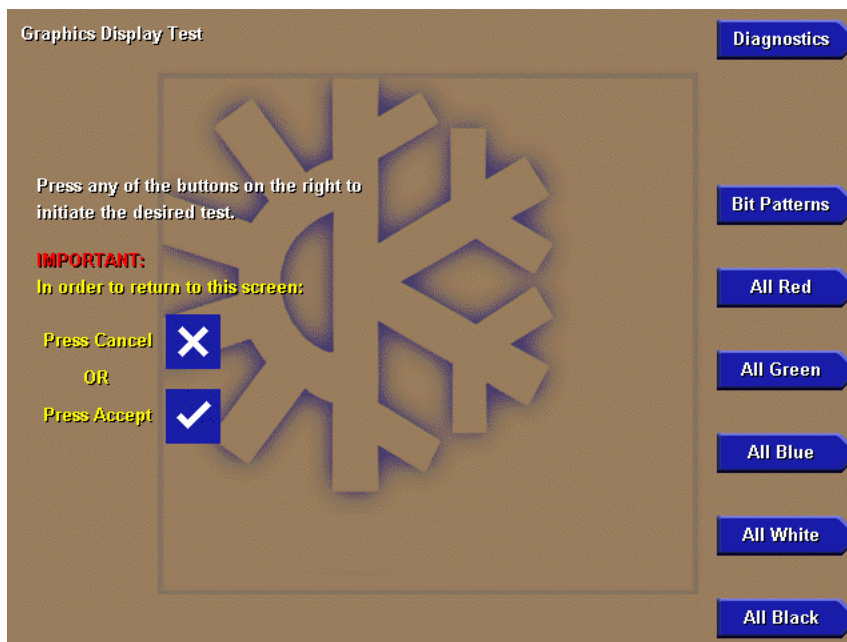 Graphics Display Test
Diagnostics
Press any of the buttons on the right to
initiate the desired test.
Bit Patterns
IMPORTANT:
In order to return to this screen:
All Red
Press Cancel
OR
Press Accept
All Green
All Blue
All White
All Black